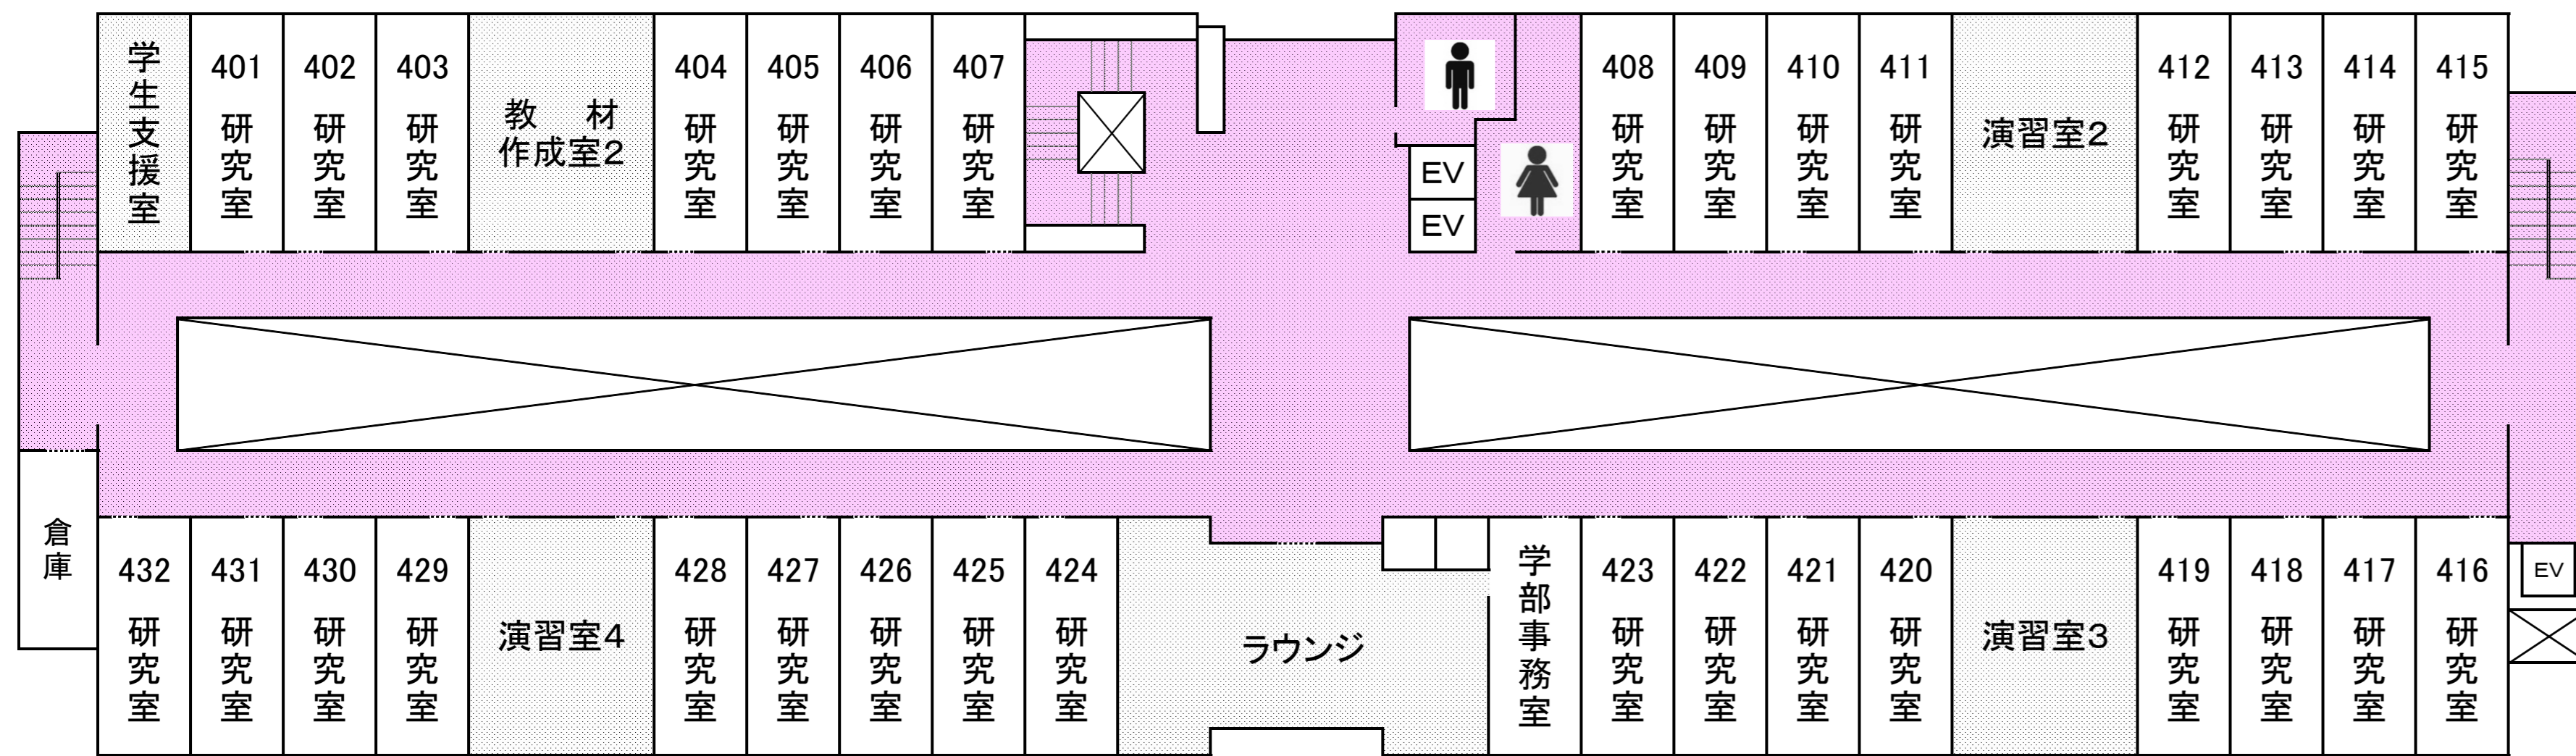 学生支援室
401 研究室
402 研究室
403 研究室
教　材
作成室2
404 研究室
405 研究室
406 研究室
407 研究室
EV
EV
408 研究室
409 研究室
410 研究室
411 研究室
演習室2
412 研究室
413 研究室
414 研究室
415 研究室
倉庫
432 研究室
431 研究室
430 研究室
429 研究室
演習室4
428 研究室
427 研究室
426 研究室
425 研究室
424 研究室
ラウンジ
学部事務室
423 研究室
422 研究室
421 研究室
420 研究室
演習室3
419 研究室
418 研究室
417 研究室
416 研究室
EV